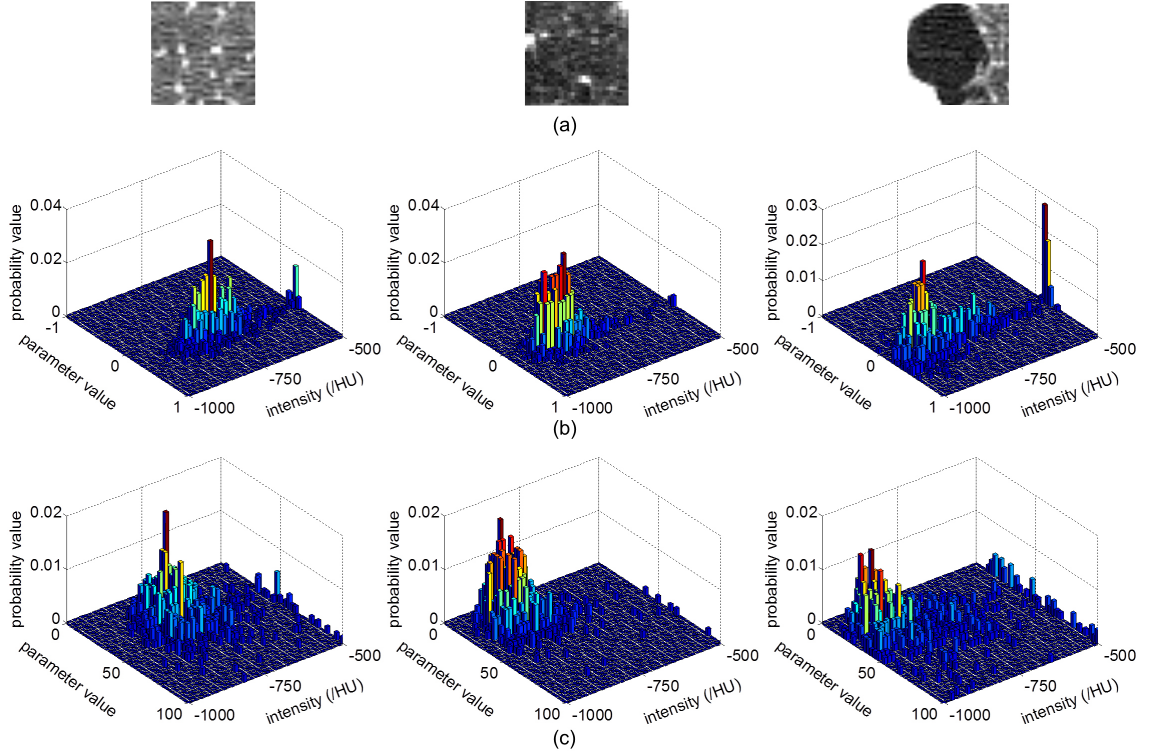 (a)
probability value
0.04
0.02
0
-1
0
1
parameter value
-1000
-750
-500
intensity (/HU)
probability value
0.04
0.02
0
-1
0
1
parameter value
-1000
-750
-500
intensity (/HU)
probability value
0.03
0.02
0.01
0
-1
0
1
parameter value
-1000
-750
-500
intensity (/HU)
(b)
probability value
0.02
0.01
0
0
50
100
parameter value
-1000
-750
-500
intensity (/HU)
probability value
0.02
0.01
0
0
50
100
parameter value
-1000
-750
-500
intensity (/HU)
probability value
0.02
0.01
0
0
50
100
parameter value
-1000
-750
-500
intensity (/HU)
(c)